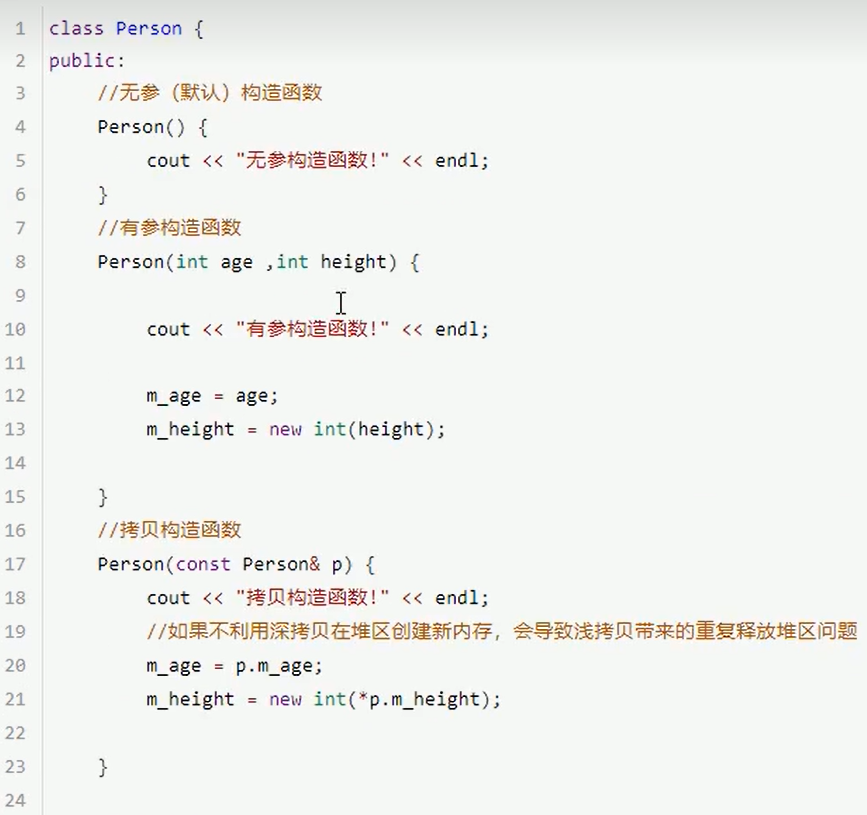 1 class Person {
2 public:
3 //无参（默认）构造函数
4 Person() {
5 cout << "无参构造函数!" << endl;
6 }
7 //有参构造函数
8 Person(int age ,int height) {
9
10 cout << "有参构造函数!" << endl;
11
12 m_age = age;
13 m_height = new int(height);
14
15 }
16 //拷贝构造函数
17 Person(const Person& p) {
18 cout << "拷贝构造函数!" << endl;
19 //如果不利用深拷贝在堆区创建新内存，会导致浅拷贝带来的重复释放堆区问题
20 m_age = p.m_age;
21 m_height = new int(*p.m_height);
22
23 }
24